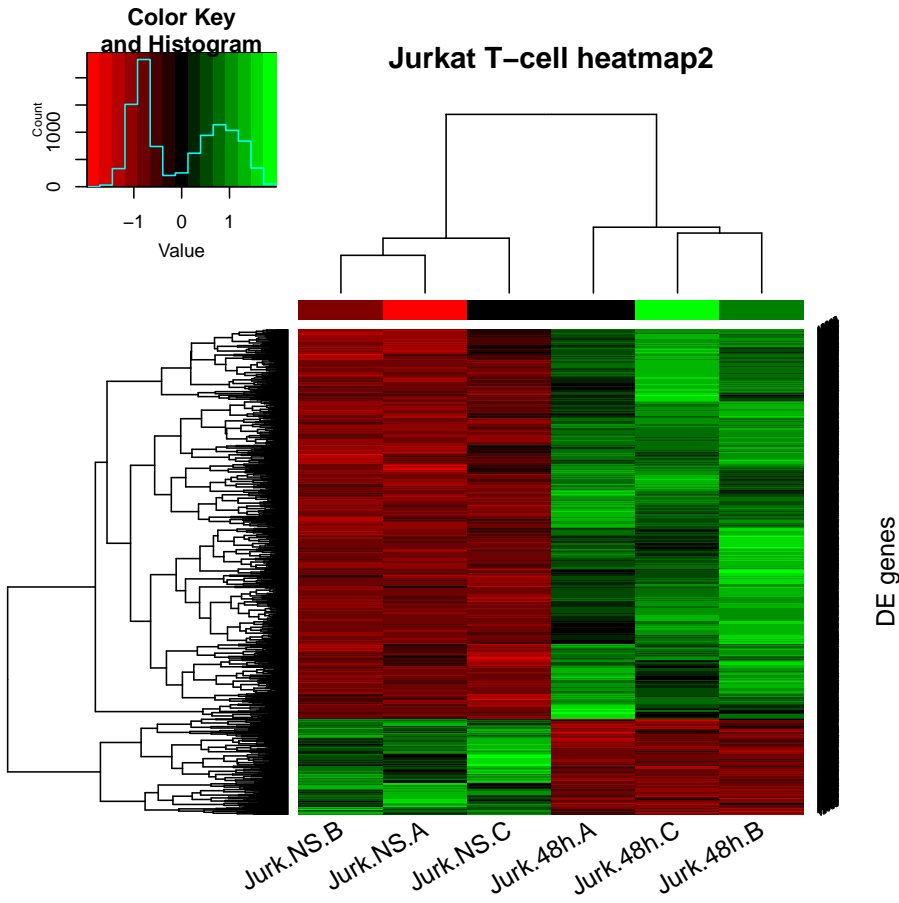 Color Key
and Histogram
Jurkat T−cell heatmap2
Count
0
1000
−1
0
1
Value
DE genes
Jurk.NS.B
Jurk.NS.A
Jurk.NS.C
Jurk.48h.A
Jurk.48h.C
Jurk.48h.B